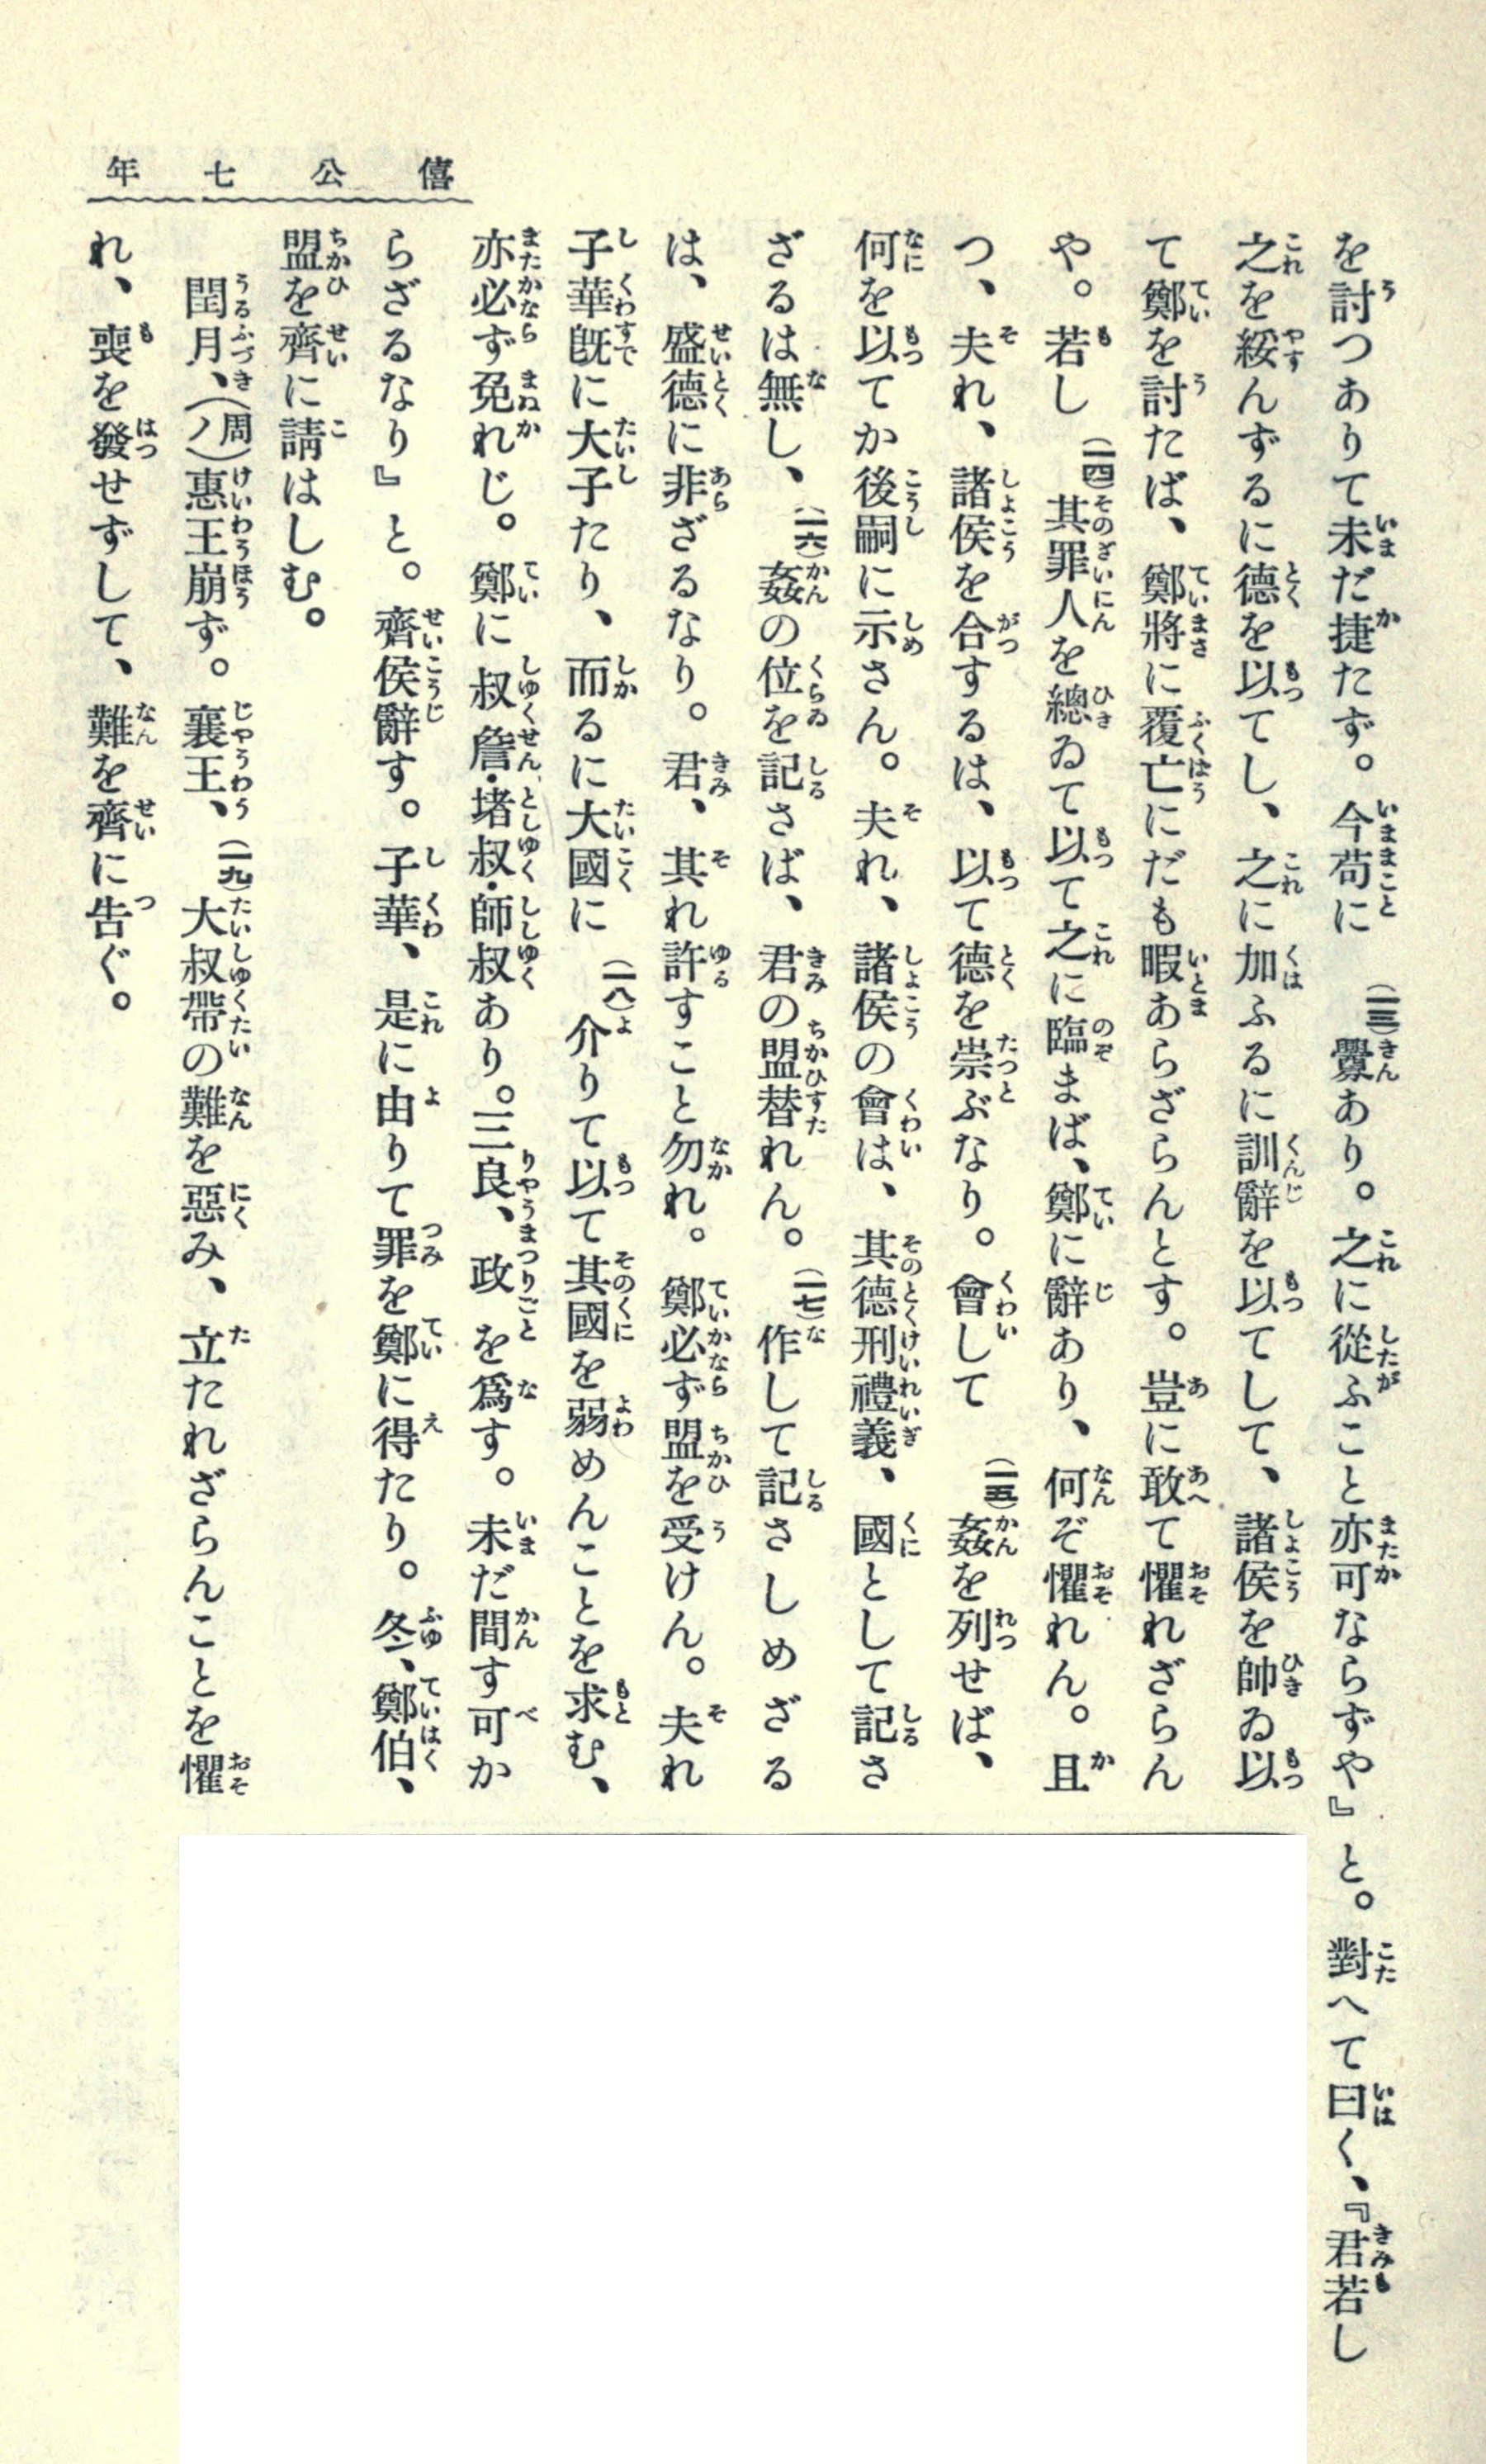 僖公七年
を討つありて未だ捷たず。今苟に(一三)釁あり。之に從ふこと亦可ならずや』と。對へて曰く、『君若し
之を綏んずるに德を以てし、之に加ふるに訓辭を以てして、諸侯を帥ゐ以
て鄭を討たば、鄭將に覆亡にだも暇あらざらんとす。豈に敢て懼れざらん
や。若し(一四)其罪人を總ゐて以て之に臨まば、鄭に辭あり、何ぞ懼れん。且
つ、夫れ、諸侯を合するは、以て德を崇ぶなり。會して(一五)姦を列せば、
何を以てか後嗣に示さん。夫れ、諸侯の會は、其德刑禮義、國として記さ
ざるは無し、(一六)姦の位を記さば、君の盟替れん。(一七)作して記さしめざる
は、盛德に非ざるなり。君、其れ許すこと勿れ。鄭必ず盟を受けん。夫れ
子華既に大子たり、而るに大國に(一八)介りて以て其國を弱めんことを求む、
亦必ず免れじ。鄭に叔詹・堵叔・師叔あり。三良、政を爲す。未だ間す可か
らざるなり』と。齊侯辭す。子華、是に由りて罪を鄭に得たり。冬、鄭伯、
盟を齊に請はしむ。
閏月、(周ノ)惠王崩ず。襄王、(一九)大叔帶の難を惡み、立たれざらんことを懼
れ、喪を發せずして、難を齊に告ぐ。